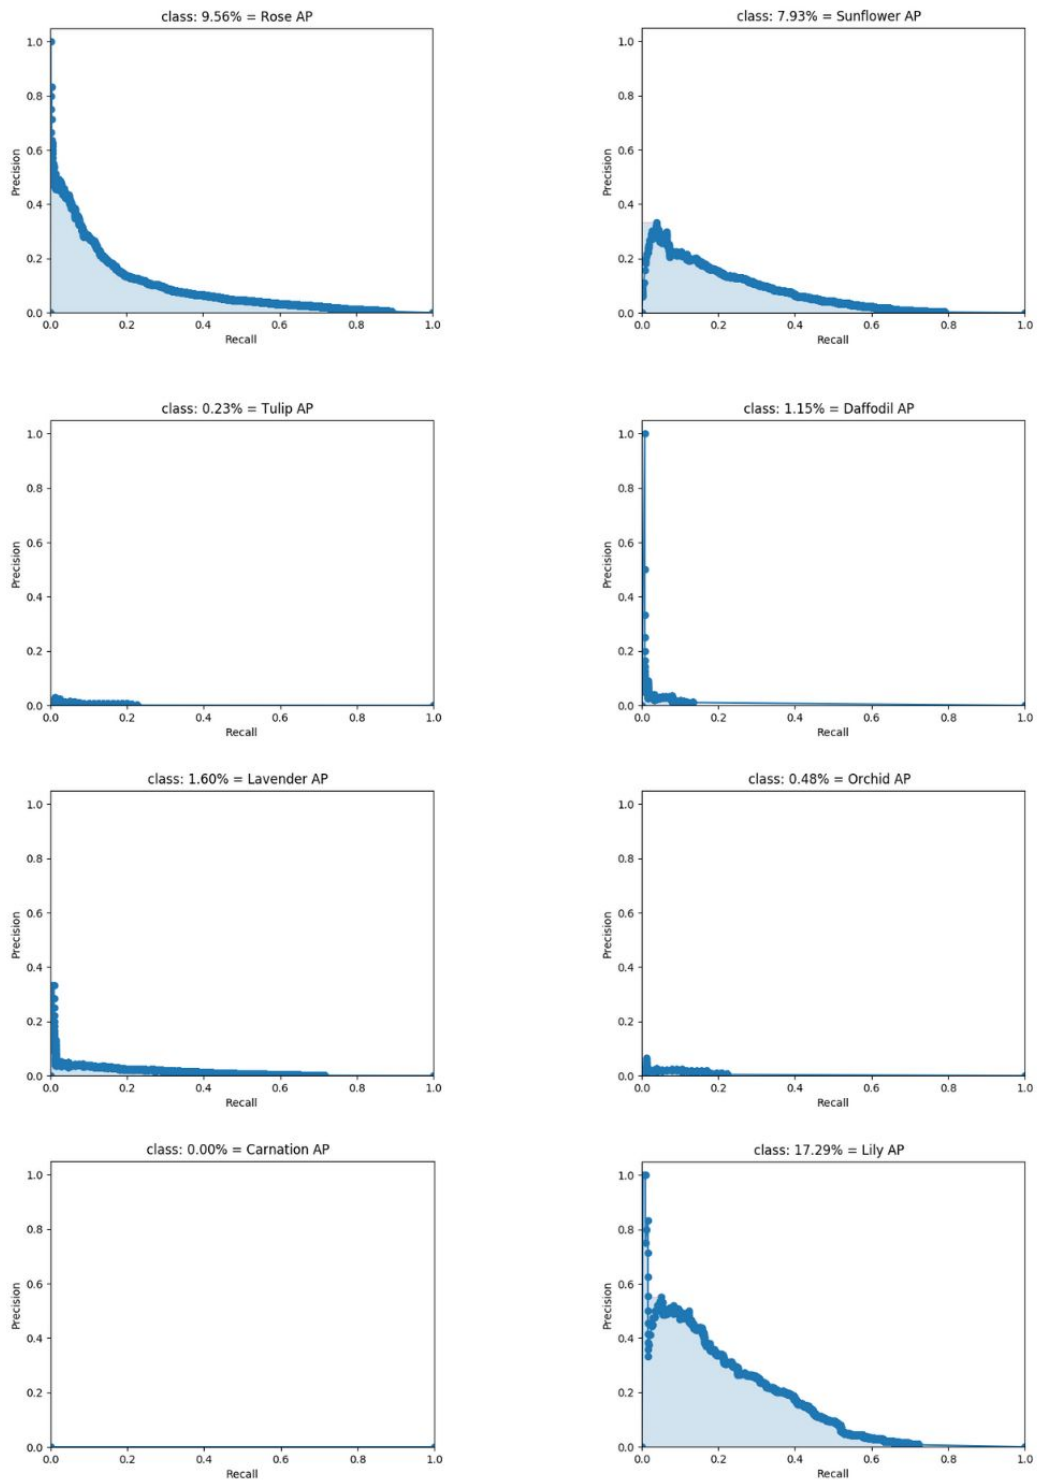 class: 9.56% = Rose AP
1.0
0.8
0.6
0.4
0.2
0.0
Precision
0.0 0.2 0.4 0.6 0.8 1.0
Recall
class: 7.93% = Sunflower AP
1.0
0.8
0.6
0.4
0.2
0.0
Precision
0.0 0.2 0.4 0.6 0.8 1.0
Recall
class: 0.23% = Tulip AP
1.0
0.8
0.6
0.4
0.2
0.0
Precision
0.0 0.2 0.4 0.6 0.8 1.0
Recall
class: 1.15% = Daffodil AP
1.0
0.8
0.6
0.4
0.2
0.0
Precision
0.0 0.2 0.4 0.6 0.8 1.0
Recall
class: 1.60% = Lavender AP
1.0
0.8
0.6
0.4
0.2
0.0
Precision
0.0 0.2 0.4 0.6 0.8 1.0
Recall
class: 0.48% = Orchid AP
1.0
0.8
0.6
0.4
0.2
0.0
Precision
0.0 0.2 0.4 0.6 0.8 1.0
Recall
class: 0.00% = Carnation AP
1.0
0.8
0.6
0.4
0.2
0.0
Precision
0.0 0.2 0.4 0.6 0.8 1.0
Recall
class: 17.29% = Lily AP
1.0
0.8
0.6
0.4
0.2
0.0
Precision
0.0 0.2 0.4 0.6 0.8 1.0
Recall